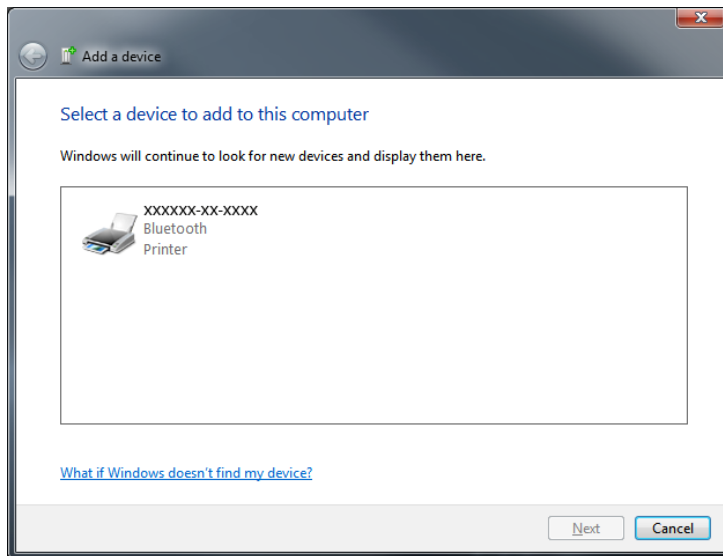 Add a device
Select a device to add to this computer
Windows will continue to look for new devices and display them here.
XXXXXX-XX-XXXX
Bluetooth
Printer
What if Windows doesn't find my device?
Next
Cancel